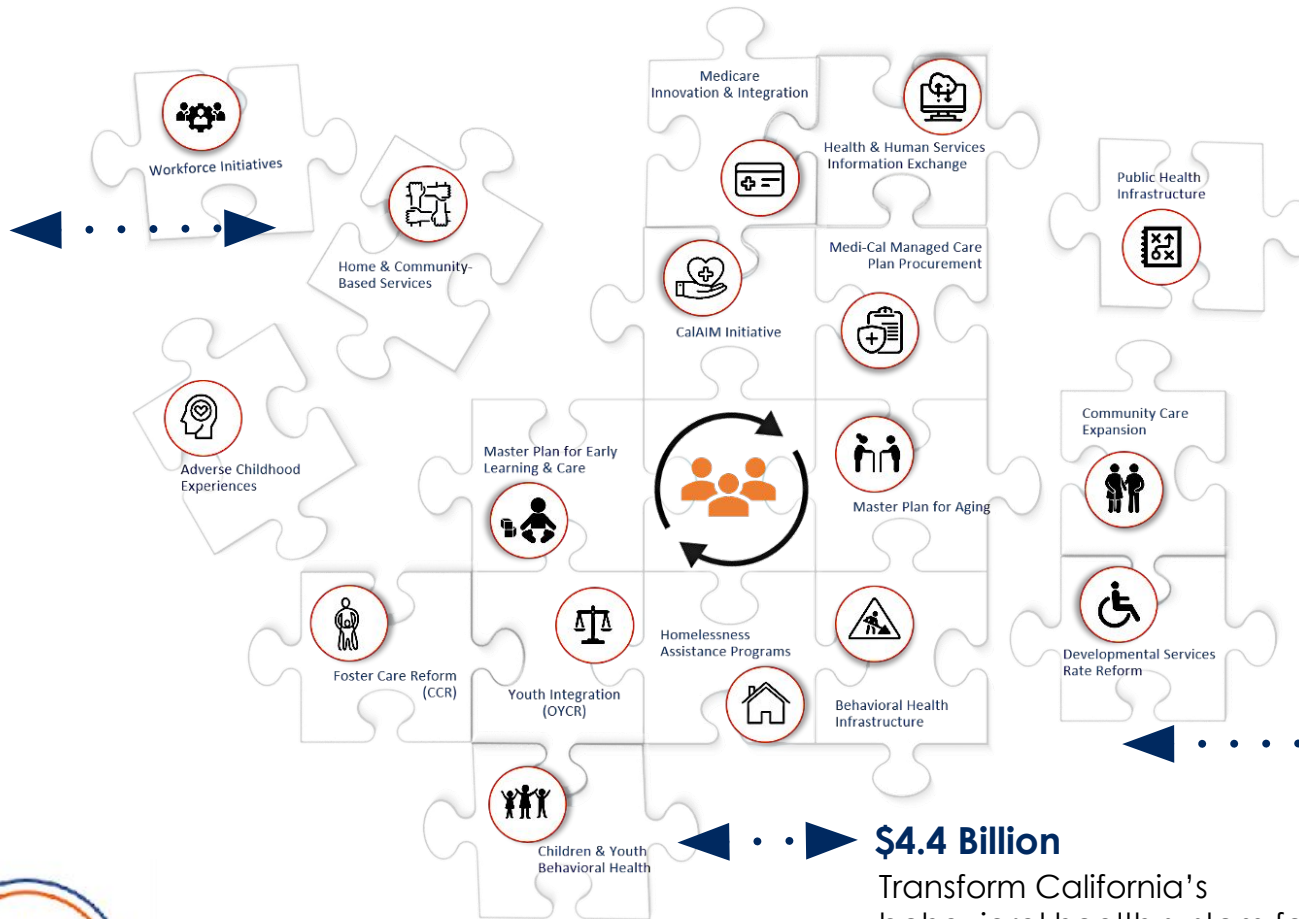 Medicare
Innovation & Integration
Health & Human Services
Information Exchange
Workforce Initiatives
Public Health
Infrastructure
Home & Community-
Based Services
Medi-Cal Managed Care
Plan Procurement
CalAIM Initiative
Community Care
Expansion
Adverse Childhood
Experiences
Master Plan for Early
Learning & Care
Master Plan for Aging
Homelessness
Assistance Programs
Developmental Services
Rate Reform
Foster Care Reform
(CCR)
Youth Integration
(OYCR)
Behavioral Health
Infrastructure
Children & Youth
Behavioral Health
$4.4 Billion
Transform California’s
behavioral health system